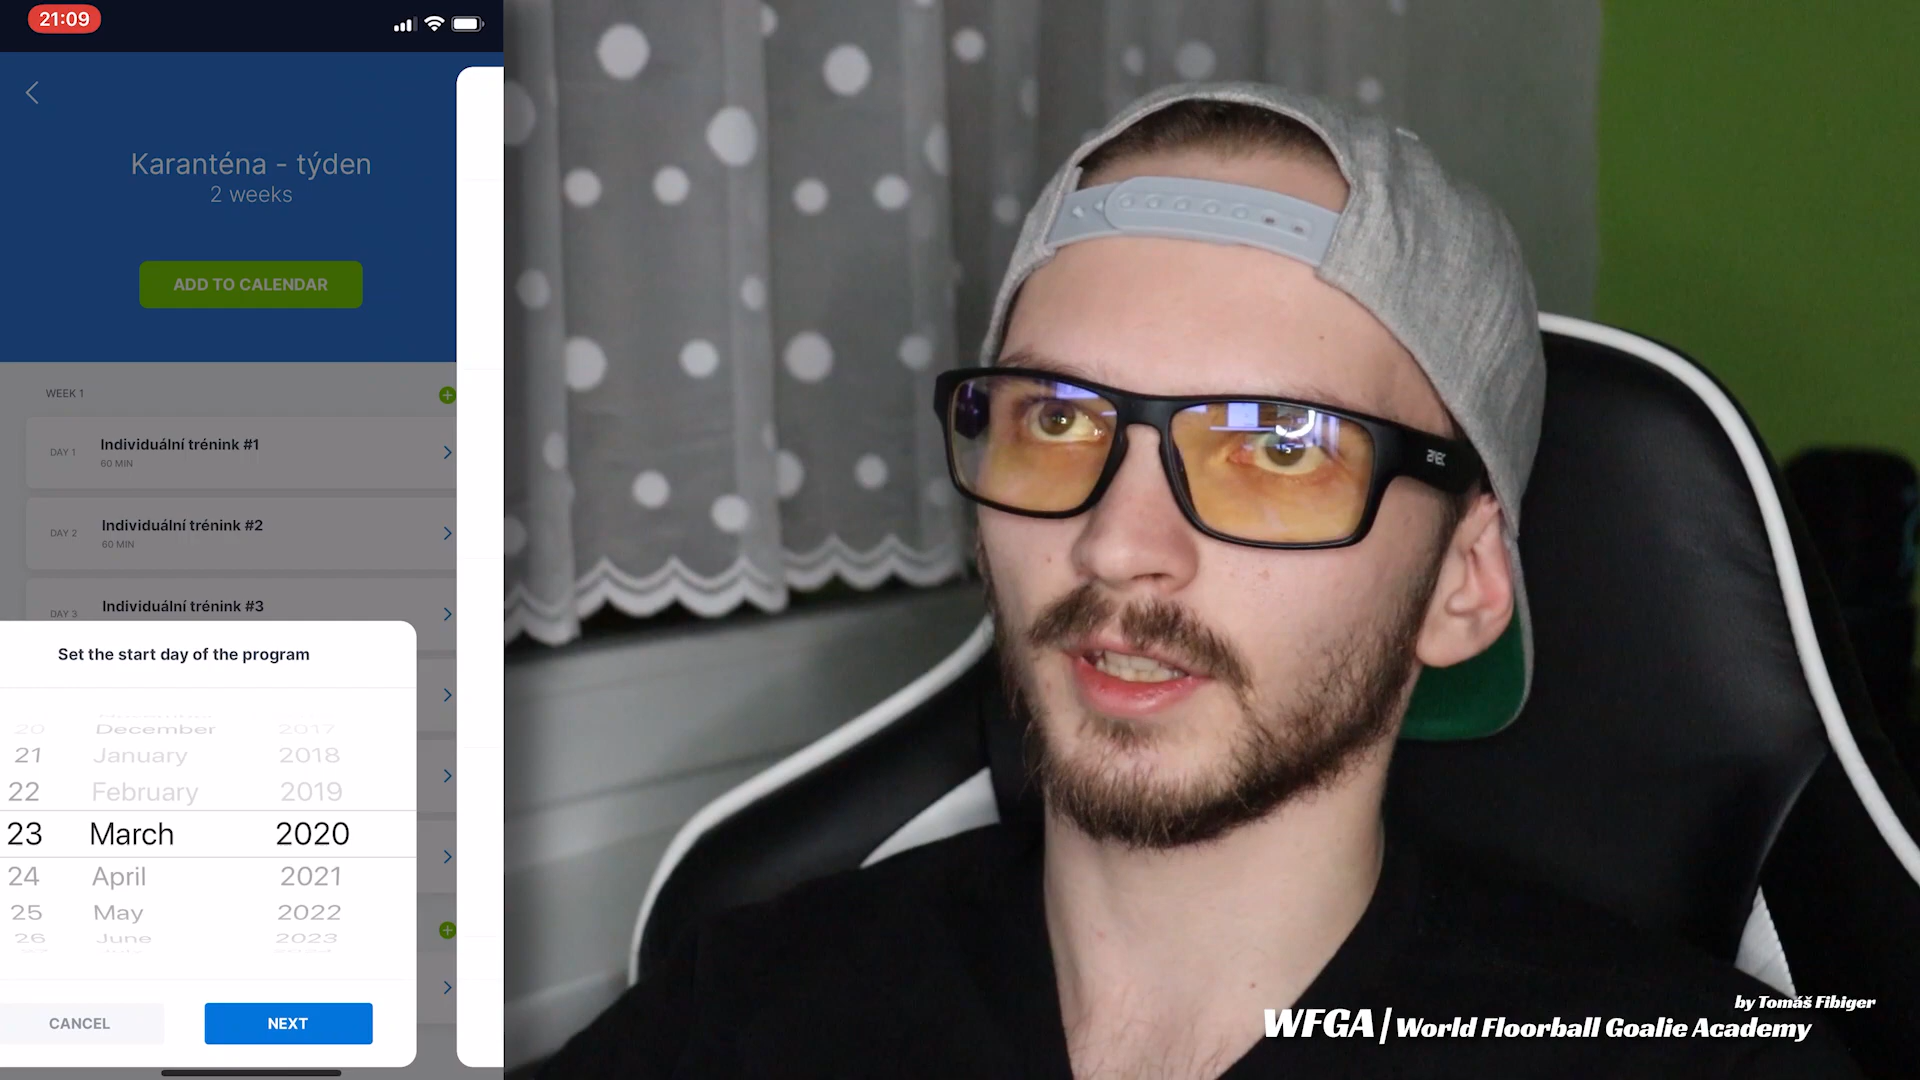 21:09
Karanténa - týden
2 weeks
ADD TO CALENDAR
WEEK 1
DAY 1
Individuální trénink #1
60 MIN
DAY 2
Individuální trénink #2
60 MIN
DAY 3
Individuální trénink #3
Set the start day of the program
20 December 2017
21 January 2018
22 February 2019
23 March 2020
24 April 2021
25 May 2022
26 June 2023
CANCEL
NEXT
by Tomáš Fibiger
WFGA | World Floorball Goalie Academy